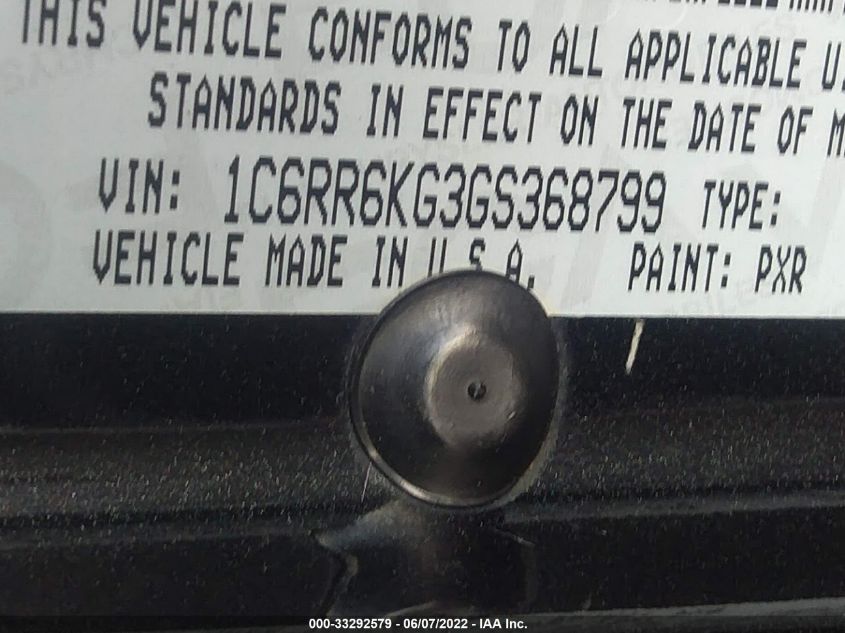 THIS VEHICLE CONFORMS TO ALL APPLICABLE U.
STANDARDS IN EFFECT ON THE DATE OF M
VIN: 1C6RR6KG3GS368799 TYPE:
VEHICLE MADE IN U.S.A. PAINT: PXR
000-33292579 - 06/07/2022 - IAA Inc.